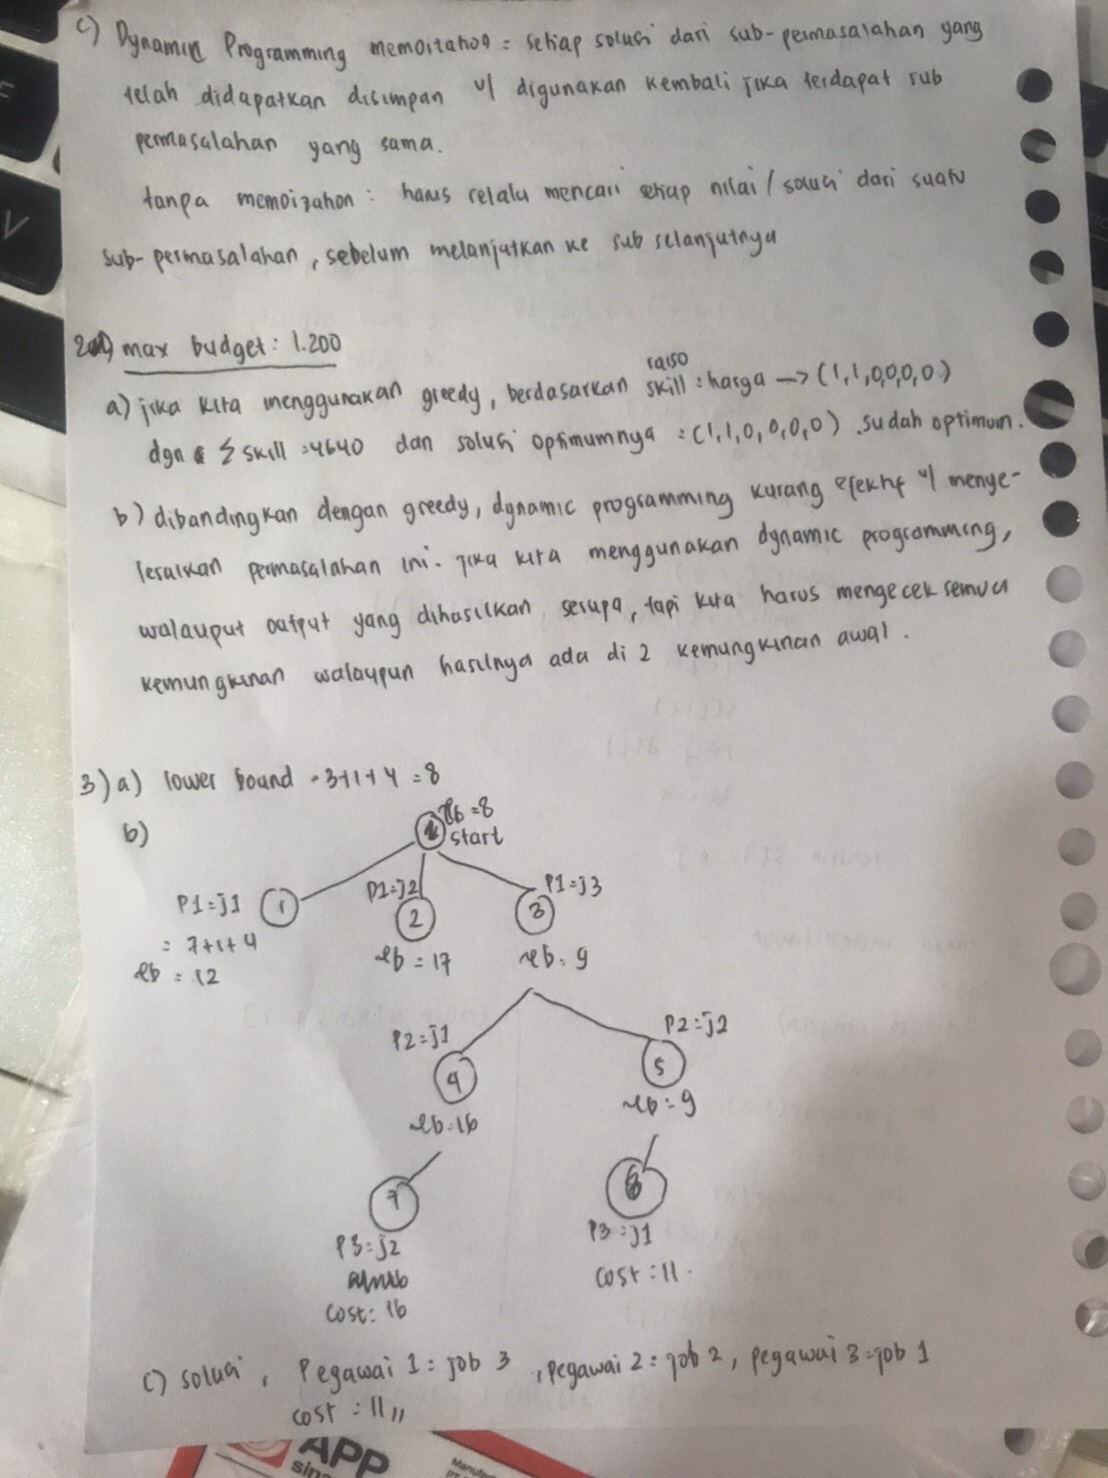 c) Dynamic Programming memoitation = setiap solusi dari sub-permasalahan yang
telah didapatkan disimpan u/ digunakan kembali jika terdapat sub
permasalahan yang sama.
tanpa memoization : harus selalu mencari setiap nilai / solusi dari suatu
sub-permasalahan, sebelum melanjutkan ke sub selanjutnya
2 max budget : 1.200
rasio
a) jika kita menggunakan greedy, berdasarkan skill : harga → (1,1,0,0,0,0)
dgn Σ skill = 4640 dan solusi optimumnya = (1,1,0,0,0,0) sudah optimum.
b) dibandingkan dengan greedy, dynamic programming kurang efektif u/ menye-
lesaikan permasalahan ini. jika kita menggunakan dynamic programming,
walauput output yang dihasilkan serupa, tapi kita harus mengecek semua
kemungkinan walaupun hasilnya ada di 2 kemungkinan awal.
3) a) lower bound = 3+1+4 = 8
b)
lb = 8
start
P1=j1 1
P1=j2
2
P1=j3
3
= 7+1+4
lb = 12
lb = 17
lb = 9
P2=j1
4
lb = 16
P2=j2
5
lb = 9
7
P3=j2
cost: 16
6
P3=j1
cost : 11.
c) solusi, Pegawai 1 = job 3, pegawai 2 = job 2, pegawai 3 = job 1
cost = 11 //
APP
sina
Manufac